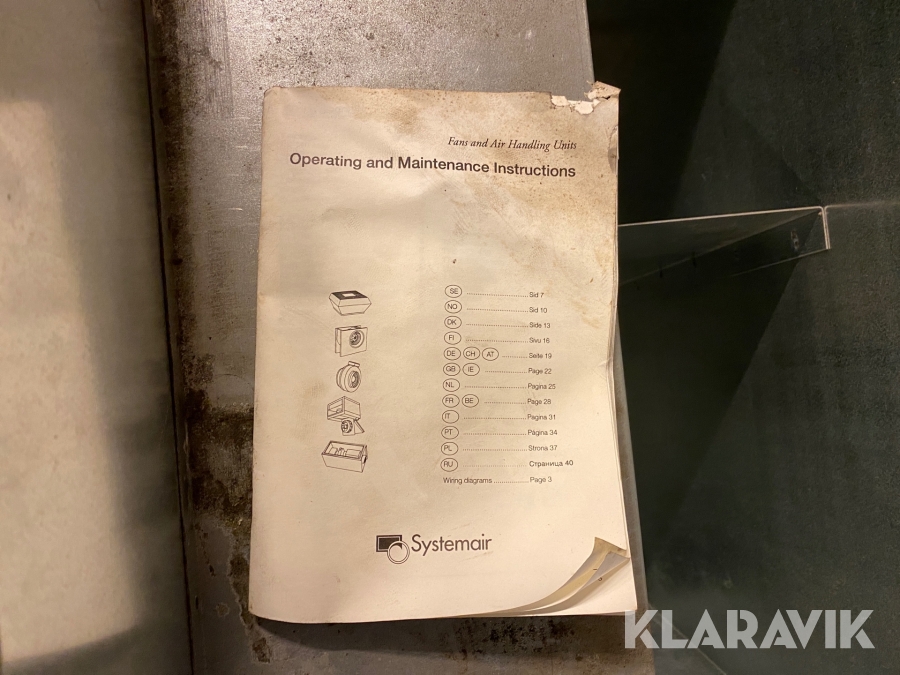 Fans and Air Handling Units
Operating and Maintenance Instructions
SE ........................ Sid 7
NO ........................ Sid 10
DK ........................ Side 13
FI ........................ Sivu 16
DE CH AT ........ Seite 19
GB IE .................. Page 22
NL ........................ Pagina 25
FR BE ................ Page 28
IT ........................ Pagina 31
PT ........................ Página 34
PL ........................ Strona 37
RU ........................ Страница 40
Wiring diagrams ............ Page 3
Systemair
KLARAVIK